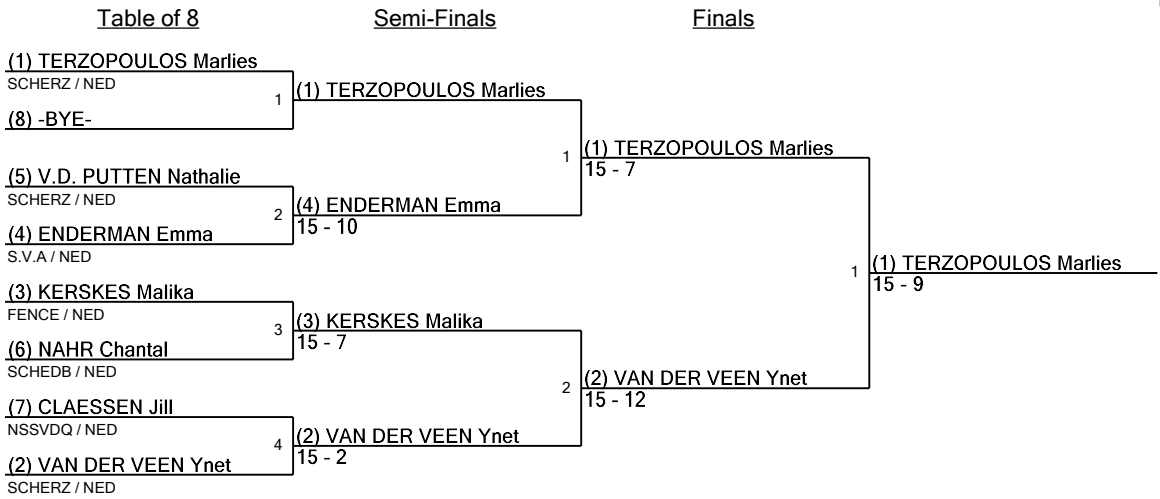 Table of 8
Semi-Finals
Finals
(1) TERZOPOULOS Marlies
SCHERZ / NED
1
(8) -BYE-
(5) V.D. PUTTEN Nathalie
SCHERZ / NED
2
(4) ENDERMAN Emma
S.V.A / NED
(3) KERSKES Malika
FENCE / NED
3
(6) NAHR Chantal
SCHEDB / NED
(7) CLAESSEN Jill
NSSVDQ / NED
4
(2) VAN DER VEEN Ynet
SCHERZ / NED
(1) TERZOPOULOS Marlies
1
(4) ENDERMAN Emma
15 - 10
(3) KERSKES Malika
15 - 7
2
(2) VAN DER VEEN Ynet
15 - 2
(1) TERZOPOULOS Marlies
15 - 7
1
(2) VAN DER VEEN Ynet
15 - 12
(1) TERZOPOULOS Marlies
15 - 9